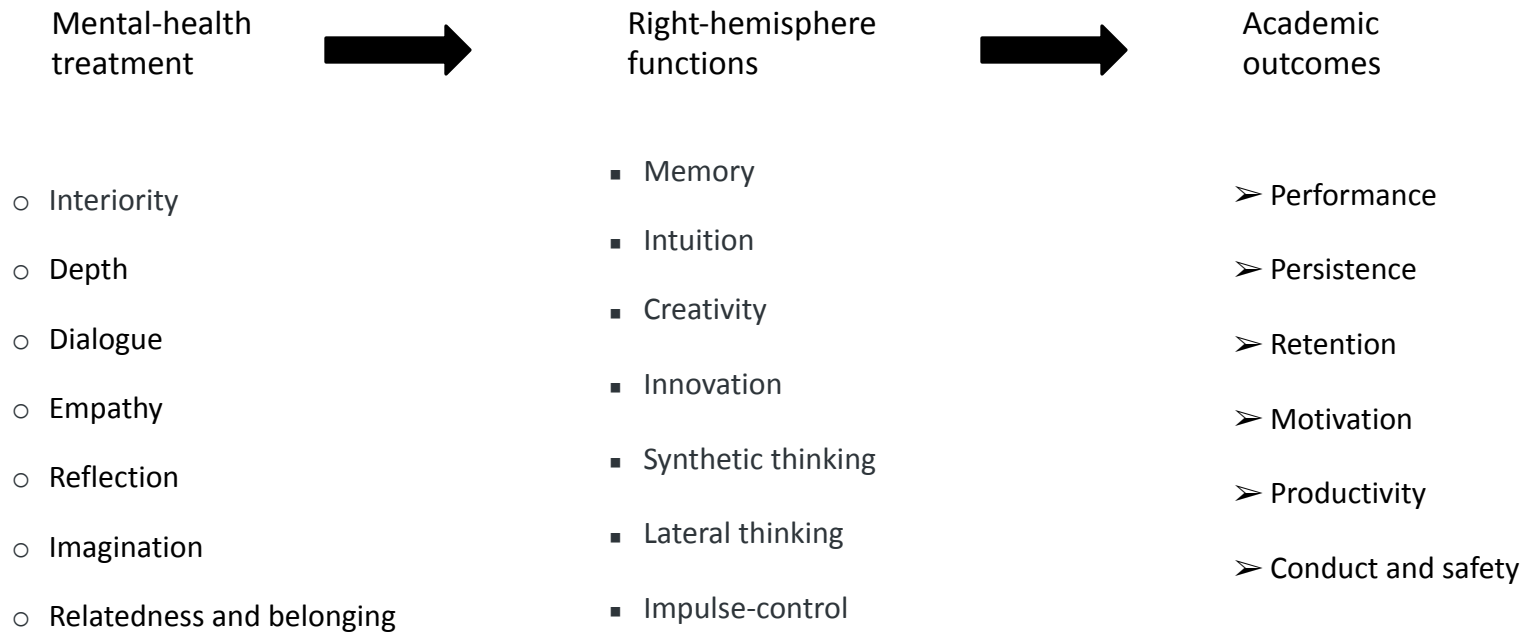 Mental-health
treatment
Right-hemisphere
functions
Academic
outcomes
○ Interiority
○ Depth
○ Dialogue
○ Empathy
○ Reflection
○ Imagination
○ Relatedness and belonging
▪ Memory
▪ Intuition
▪ Creativity
▪ Innovation
▪ Synthetic thinking
▪ Lateral thinking
▪ Impulse-control
➢ Performance
➢ Persistence
➢ Retention
➢ Motivation
➢ Productivity
➢ Conduct and safety